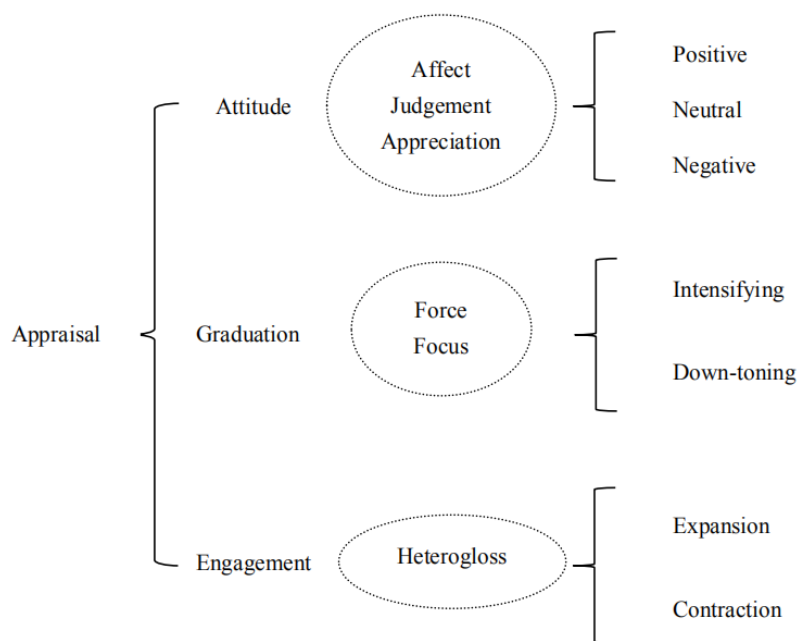 Appraisal
Attitude
Affect
Judgement
Appreciation
Positive
Neutral
Negative
Graduation
Force
Focus
Intensifying
Down-toning
Engagement
Heterogloss
Expansion
Contraction